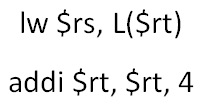 lw $rs, L($rt)
addi $rt, $rt, 4